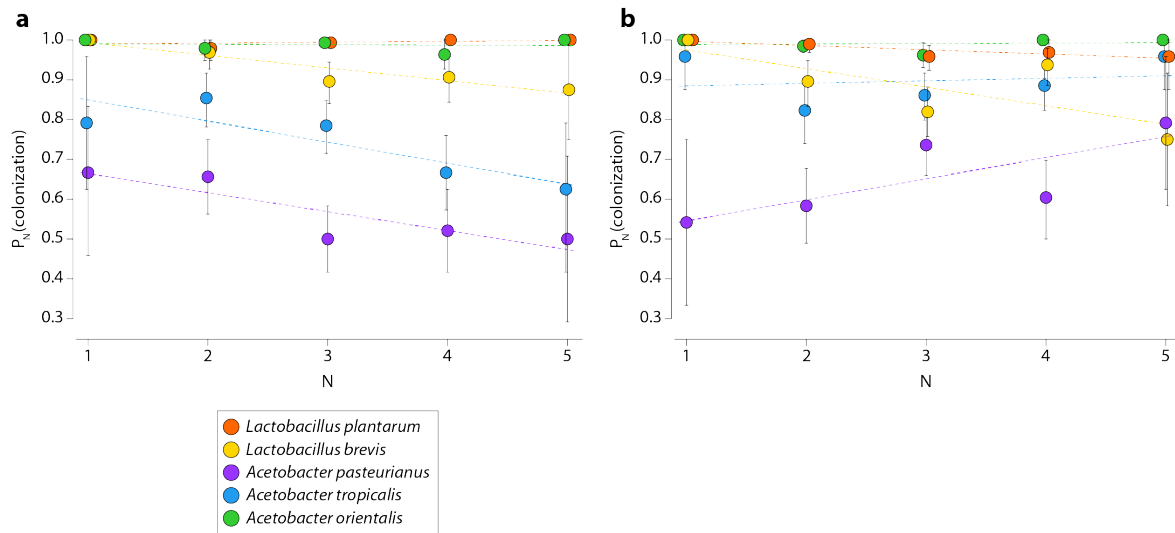 a
b
1.0
0.9
0.8
0.7
0.6
0.5
0.4
0.3
P_N(colonization)
1 2 3 4 5
N
1.0
0.9
0.8
0.7
0.6
0.5
0.4
0.3
P_N(colonization)
1 2 3 4 5
N
Lactobacillus plantarum
Lactobacillus brevis
Acetobacter pasteurianus
Acetobacter tropicalis
Acetobacter orientalis